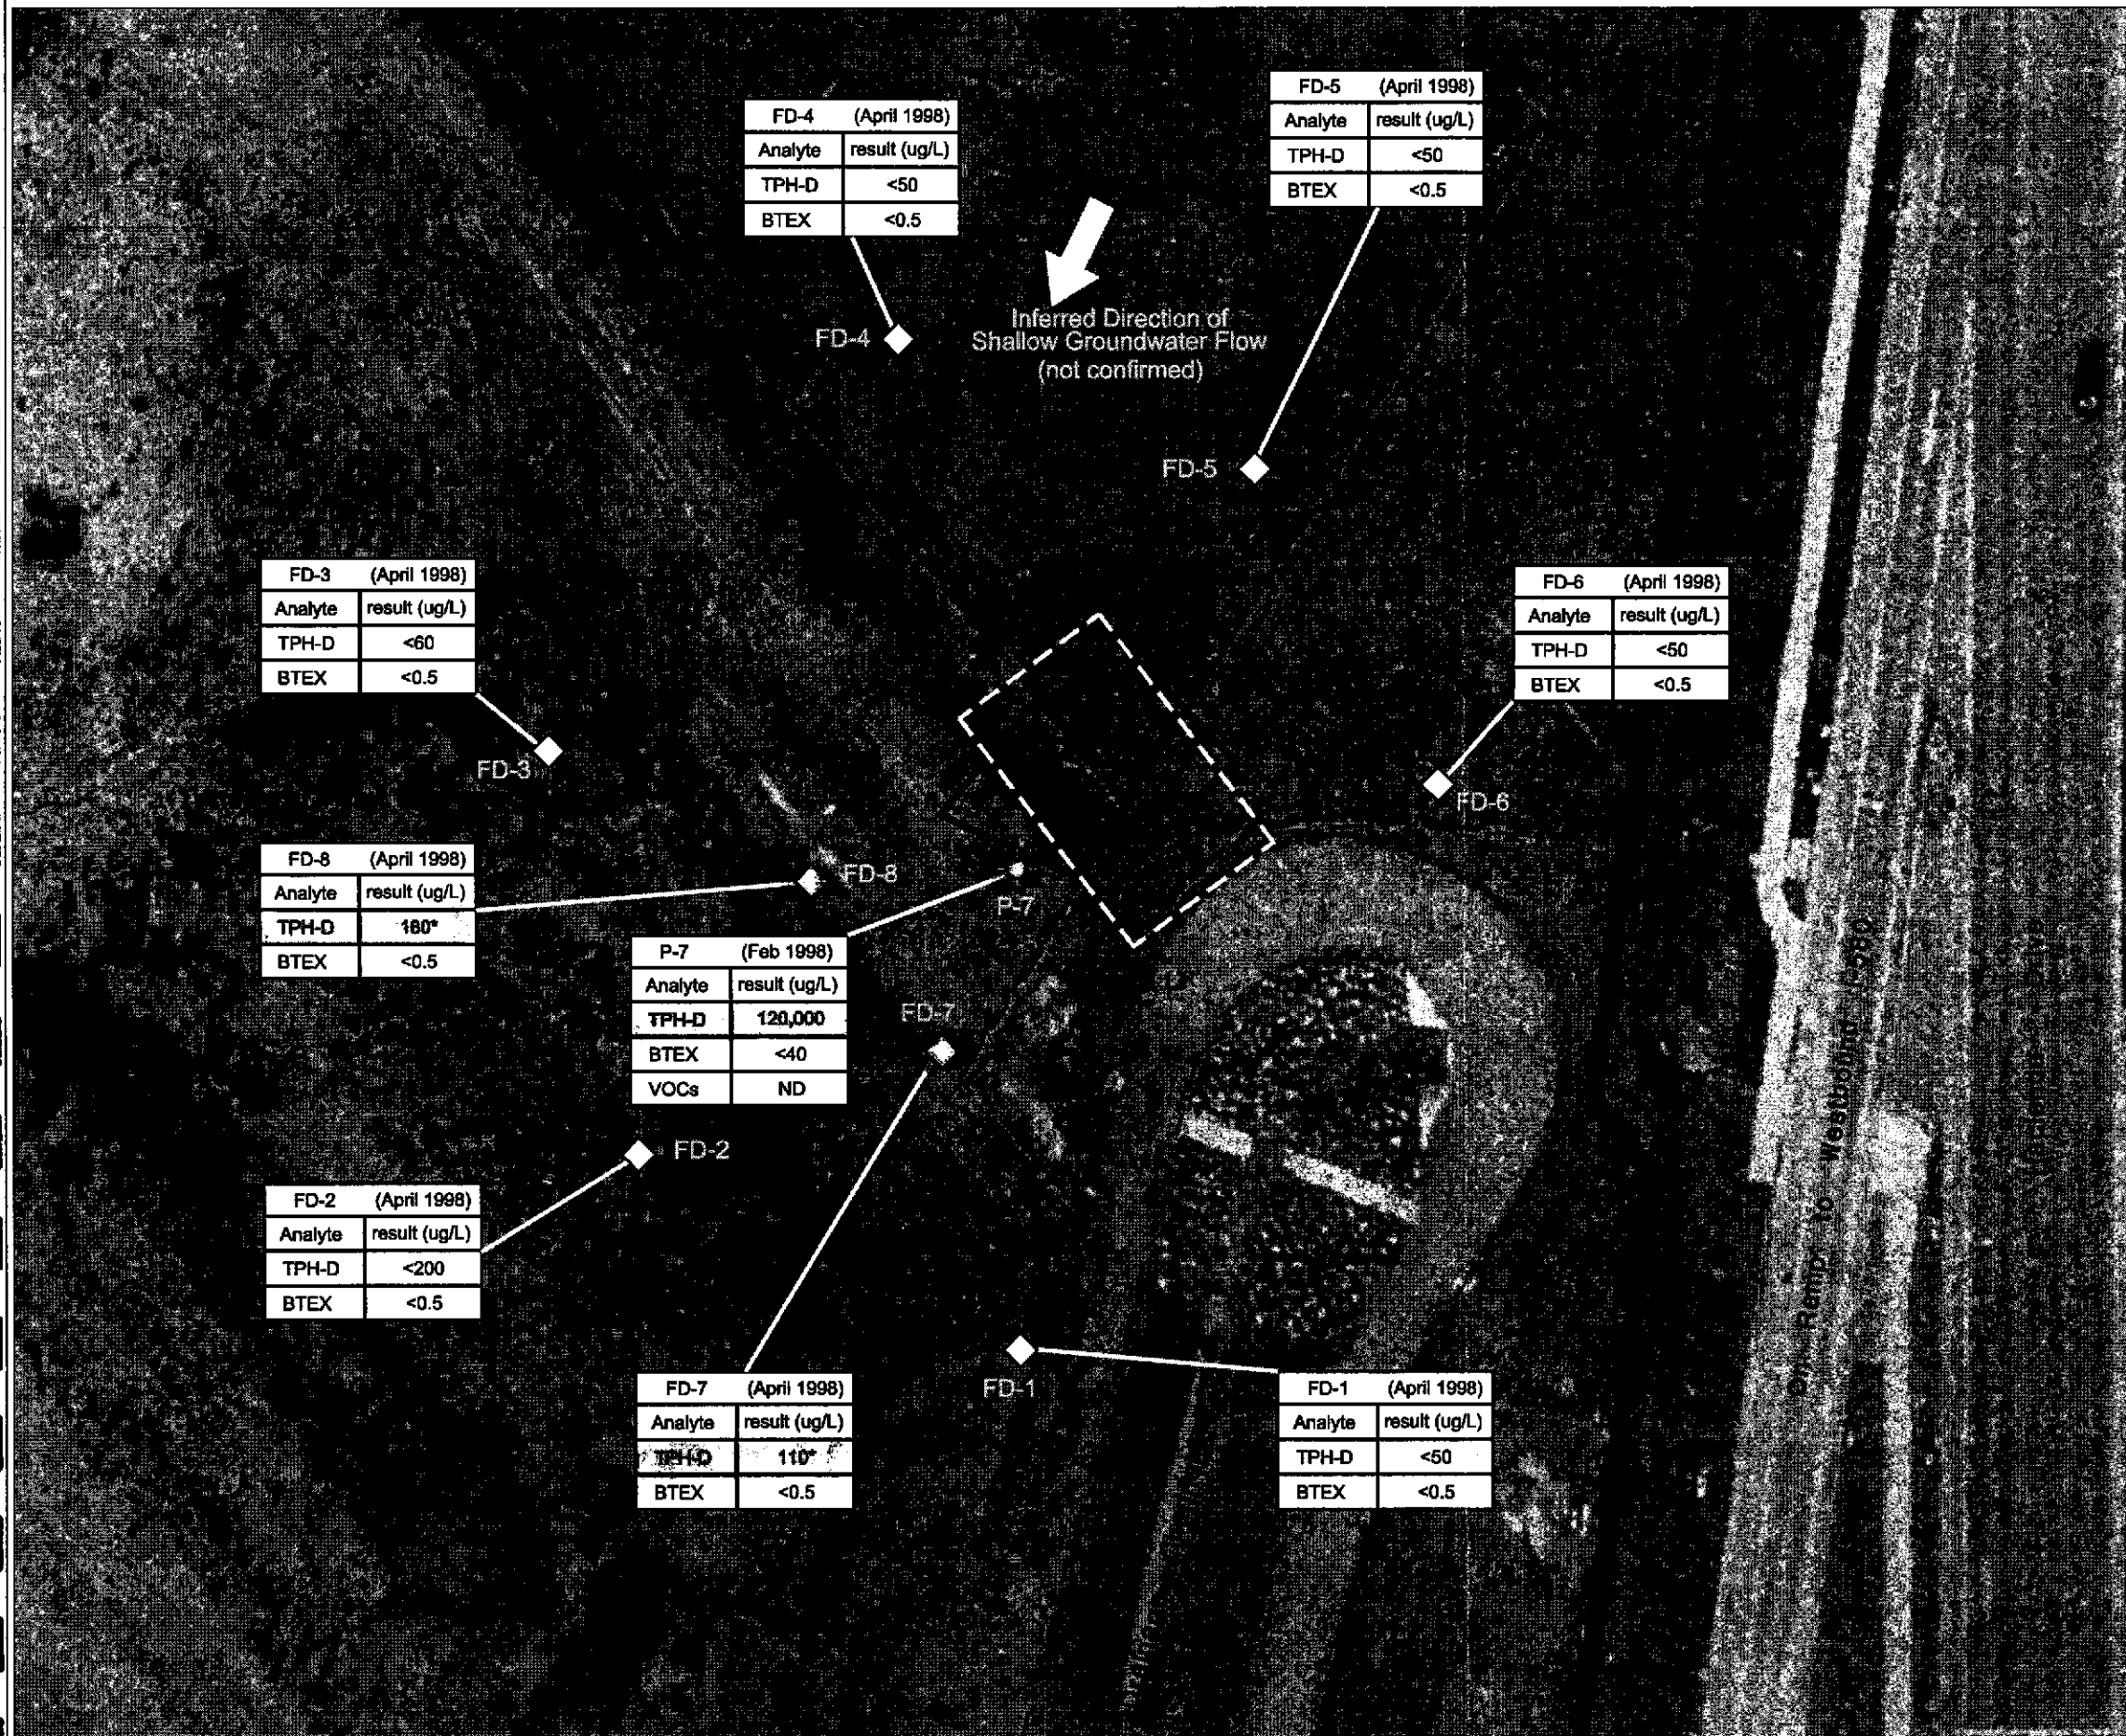 FD-5 (April 1998)
Analyte result (ug/L)
TPH-D <50
BTEX <0.5
FD-4 (April 1998)
Analyte result (ug/L)
TPH-D <50
BTEX <0.5
Inferred Direction of
Shallow Groundwater Flow
(not confirmed)
FD-4
FD-5
FD-3 (April 1998)
Analyte result (ug/L)
TPH-D <60
BTEX <0.5
FD-6 (April 1998)
Analyte result (ug/L)
TPH-D <50
BTEX <0.5
FD-3
FD-6
FD-8 (April 1998)
Analyte result (ug/L)
TPH-D 160*
BTEX <0.5
FD-8
P-7
P-7 (Feb 1998)
Analyte result (ug/L)
TPH-D 120,000
BTEX <40
VOCs ND
FD-7
FD-2
FD-2 (April 1998)
Analyte result (ug/L)
TPH-D <200
BTEX <0.5
FD-7 (April 1998)
Analyte result (ug/L)
TPH-D 110*
BTEX <0.5
FD-1
FD-1 (April 1998)
Analyte result (ug/L)
TPH-D <50
BTEX <0.5
On Ramp to Westbound I-580